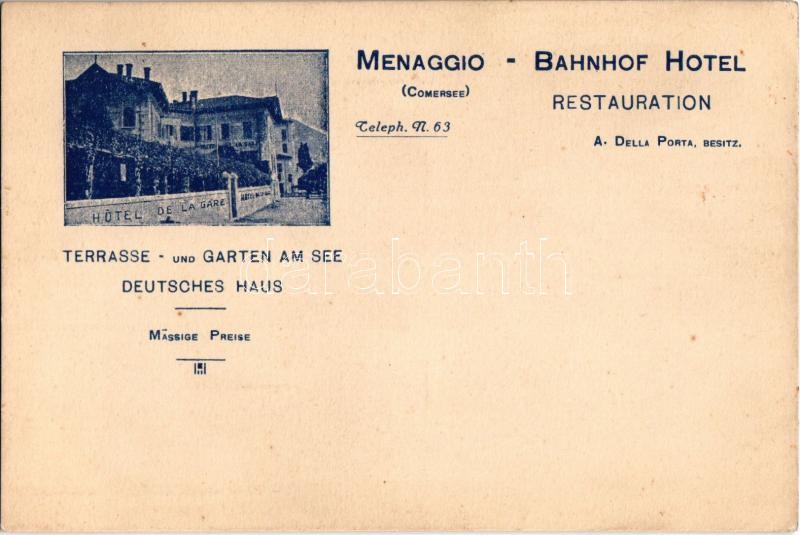 MENAGGIO - BAHNHOF HOTEL
(COMERSEE)
RESTAURATION
Teleph. N. 63
A. DELLA PORTA, BESITZ.
HÔTEL DE LA GARE
TERRASSE - UND GARTEN AM SEE
DEUTSCHES HAUS
MÄSSIGE PREISE
darabanth